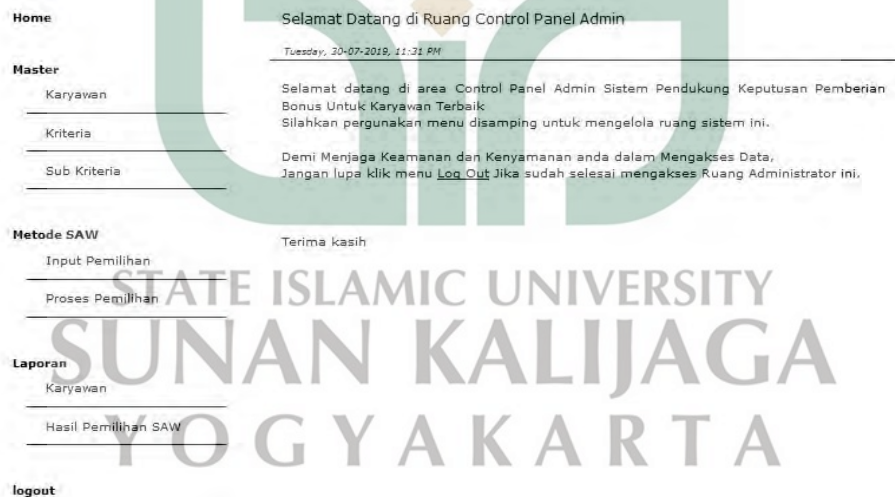 Home
Master
Karyawan
Kriteria
Sub Kriteria
Metode SAW
Input Pemilihan
Proses Pemilihan
Laporan
Karyawan
Hasil Pemilihan SAW
logout
Selamat Datang di Ruang Control Panel Admin
Tuesday, 30-07-2019, 11:31 PM
Selamat datang di area Control Panel Admin Sistem Pendukung Keputusan Pemberian
Bonus Untuk Karyawan Terbaik
Silahkan pergunakan menu disamping untuk mengelola ruang sistem ini.
Demi Menjaga Keamanan dan Kenyamanan anda dalam Mengakses Data,
Jangan lupa klik menu Log Out Jika sudah selesai mengakses Ruang Administrator ini.
Terima kasih
STATE ISLAMIC UNIVERSITY
SUNAN KALIJAGA
YOGYAKARTA